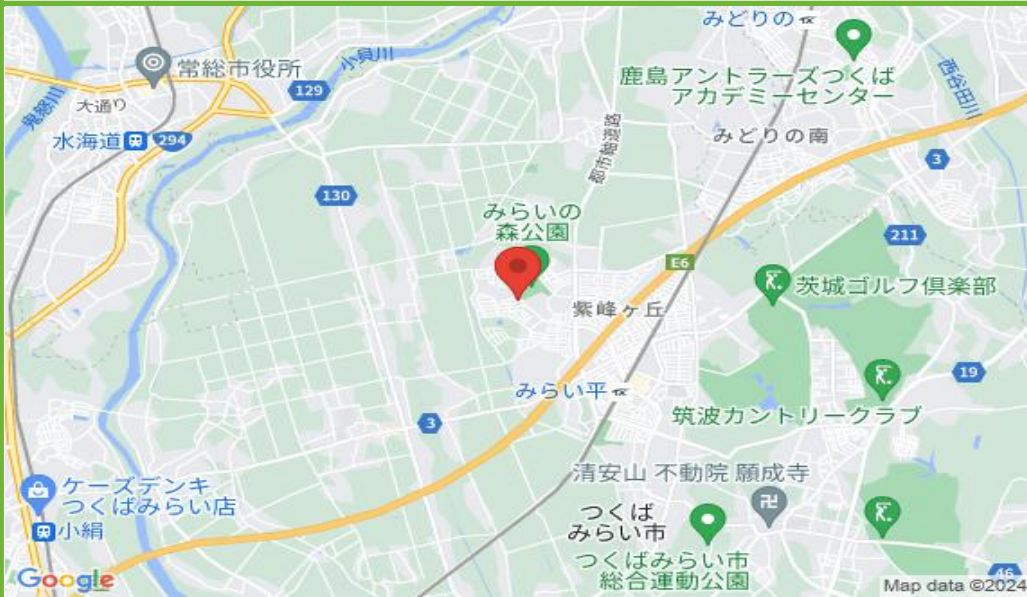 みどりの
常総市役所
小貝川
鹿島アントラーズつくば
アカデミーセンター
西谷田川
129
大通り
鬼怒川
水海道
294
都市軸道路
みどりの南
3
130
みらいの
森公園
211
E6
茨城ゴルフ倶楽部
紫峰ヶ丘
みらい平
19
3
筑波カントリークラブ
清安山 不動院 願成寺
ケーズデンキ
つくばみらい店
小絹
つくば
みらい市
つくばみらい市
総合運動公園
46
Google
Map data ©2024